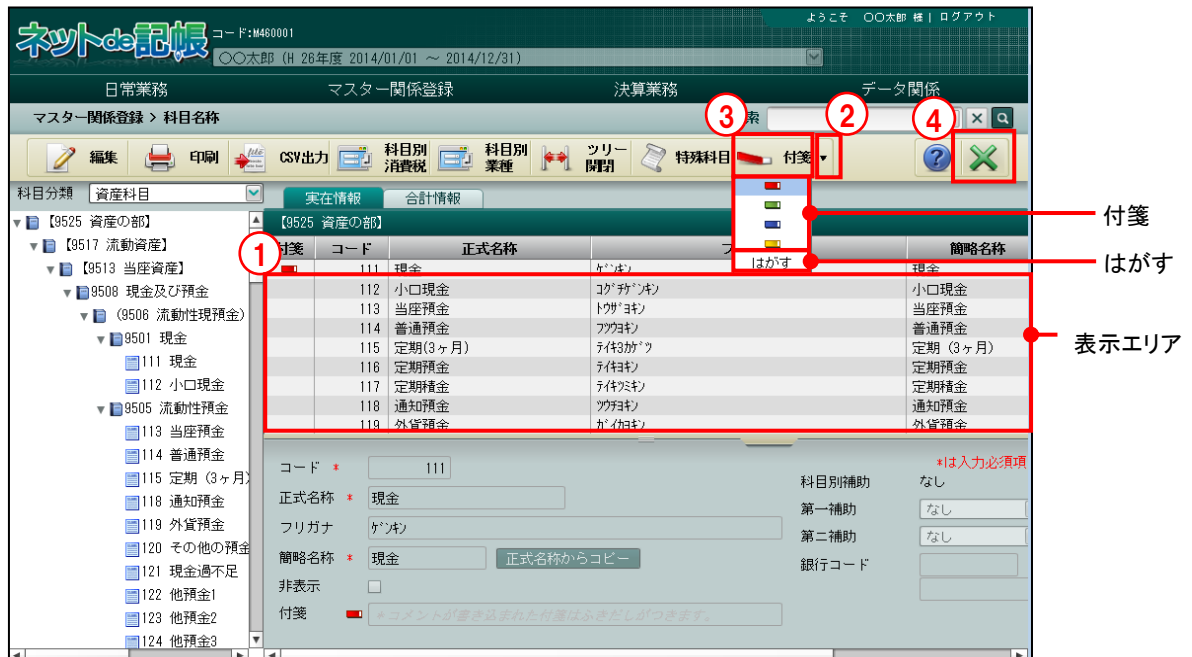 ようこそ 〇〇太郎 様 | ログアウト
ネットde記帳 コード:M460001
〇〇太郎 (H 26年度 2014/01/01 ～ 2014/12/31)
日常業務 マスター関係登録 決算業務 データ関係
マスター関係登録 > 科目名称 索
③ ② ④
編集 印刷 CSV出力 科目別消費税 科目別業種 ツリー開閉 特殊科目 付箋
科目分類 資産科目 実在情報 合計情報
【9525 資産の部】 【9525 資産の部】
付箋
①
付箋 コード 正式名称 フ 簡略名称
はがす
はがす
111 現金 ｹﾞﾝｷﾝ 現金
112 小口現金 ｺｸﾞﾁｹﾞﾝｷﾝ 小口現金
113 当座預金 ﾄｳｻﾞﾖｷﾝ 当座預金
114 普通預金 ﾌﾂｳﾖｷﾝ 普通預金
115 定期(3ヶ月) ﾃｲｷ3ｶｹﾞﾂ 定期 (3ヶ月)
116 定期預金 ﾃｲｷﾖｷﾝ 定期預金
117 定期積金 ﾃｲｷﾂﾐｷﾝ 定期積金
118 通知預金 ﾂｳﾁﾖｷﾝ 通知預金
119 外貨預金 ｶﾞｲｶﾖｷﾝ 外貨預金
表示エリア
【9517 流動資産】
【9513 当座資産】
9508 現金及び預金
(9506 流動性現預金)
9501 現金
111 現金
112 小口現金
9505 流動性預金
113 当座預金
114 普通預金
115 定期 (3ヶ月)
118 通知預金
119 外貨預金
120 その他の預金
121 現金過不足
122 他預金1
123 他預金2
124 他預金3
*は入力必須項
コード * 111
正式名称 * 現金
フリガナ ｹﾞﾝｷﾝ
簡略名称 * 現金 正式名称からコピー
非表示
付箋 *コメントが書き込まれた付箋はふきだしがつきます。
科目別補助 なし
第一補助 なし
第二補助 なし
銀行コード